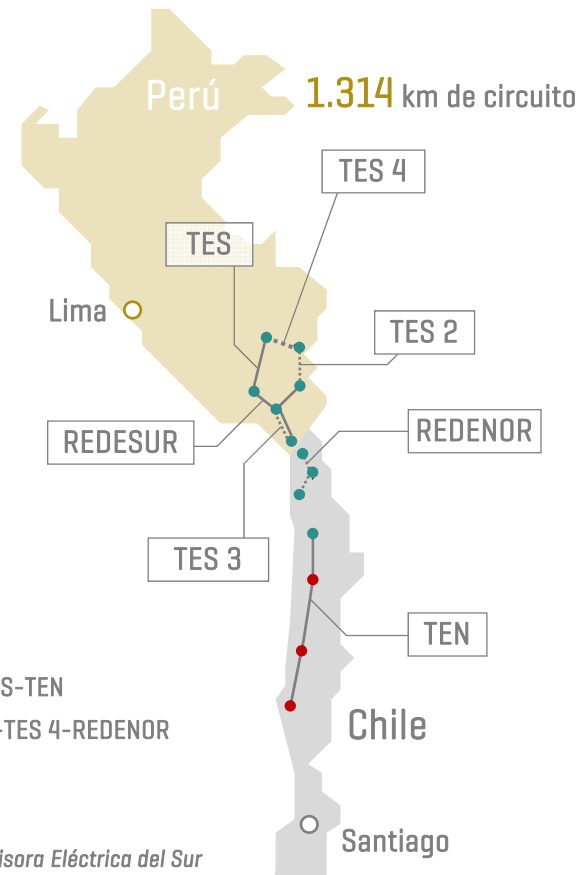 Perú
1.314 km de circuito
TES 4
TES
Lima
TES 2
REDESUR
REDENOR
TES 3
TEN
S-TEN
-TES 4-REDENOR
Chile
Santiago
isora Eléctrica del Sur